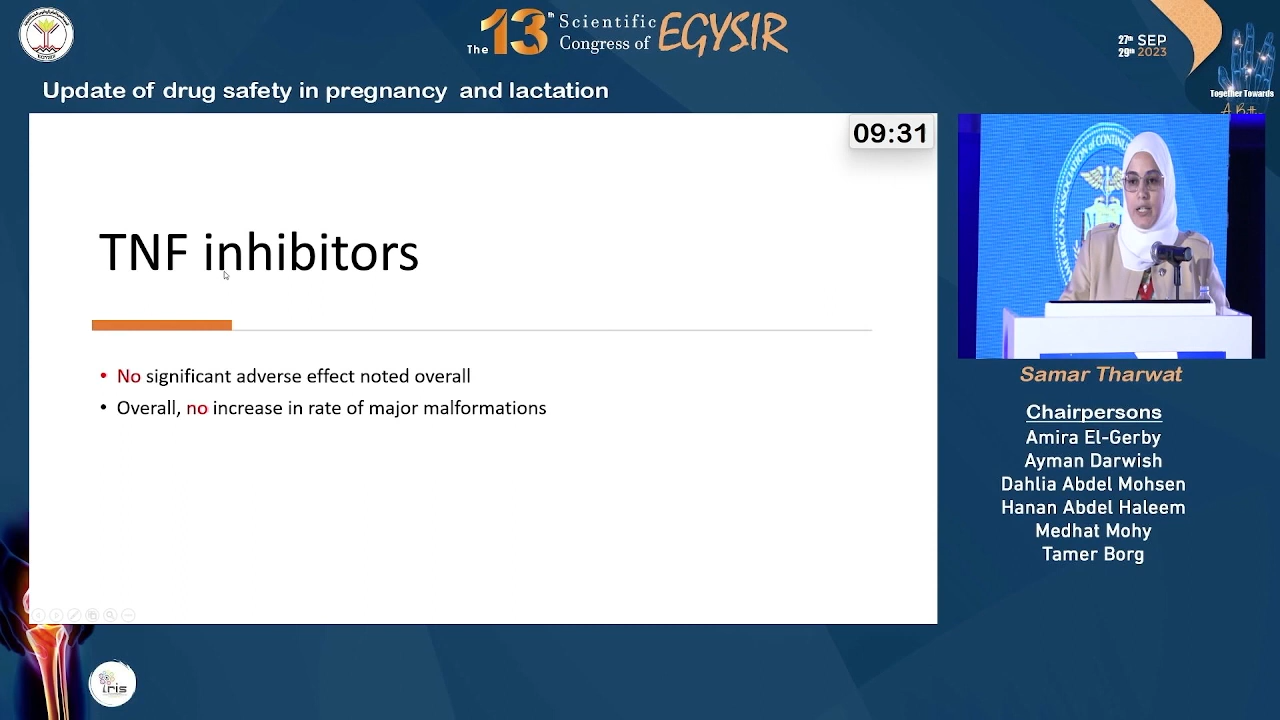 The 13th Scientific Congress of EGYSIR
27th SEP
29th 2023
Together Towards
Update of drug safety in pregnancy and lactation
09:31
TNF inhibitors
• No significant adverse effect noted overall
• Overall, no increase in rate of major malformations
Samar Tharwat
Chairpersons
Amira El-Gerby
Ayman Darwish
Dahlia Abdel Mohsen
Hanan Abdel Haleem
Medhat Mohy
Tamer Borg
EGYSIR
iris